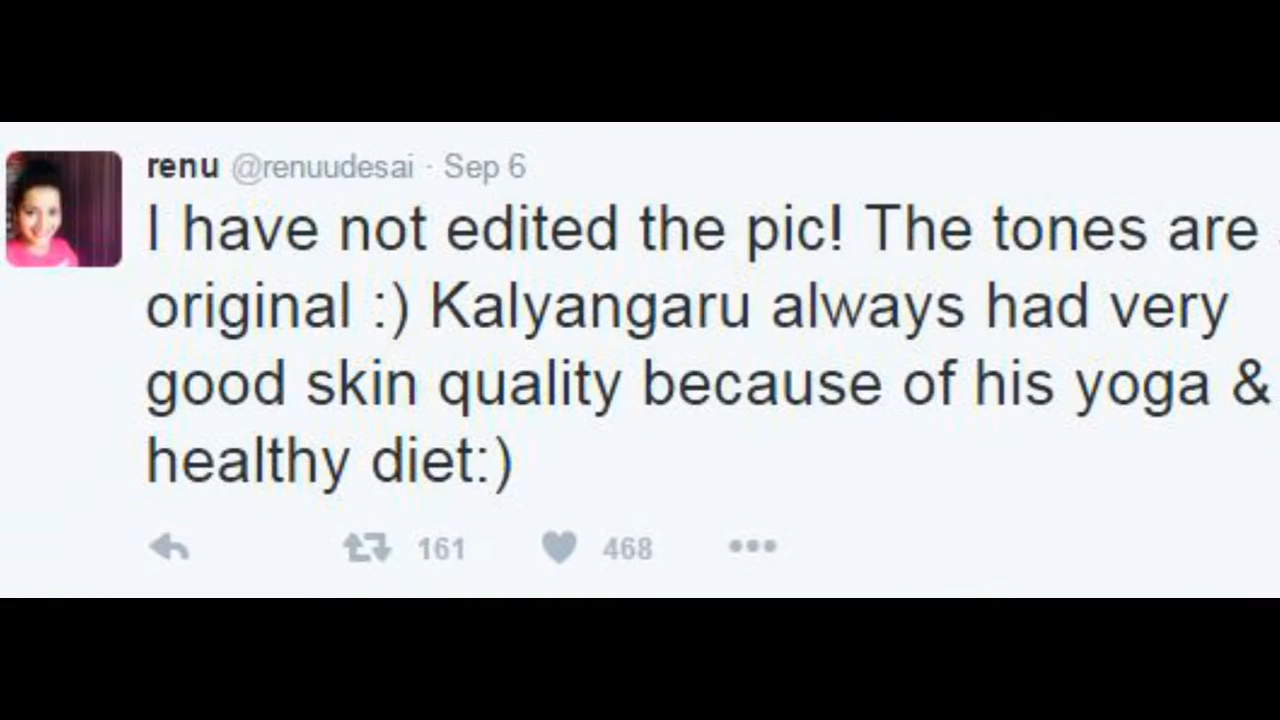 renu @renuudesai · Sep 6
I have not edited the pic! The tones are
original :) Kalyangaru always had very
good skin quality because of his yoga &
healthy diet:)
161 468